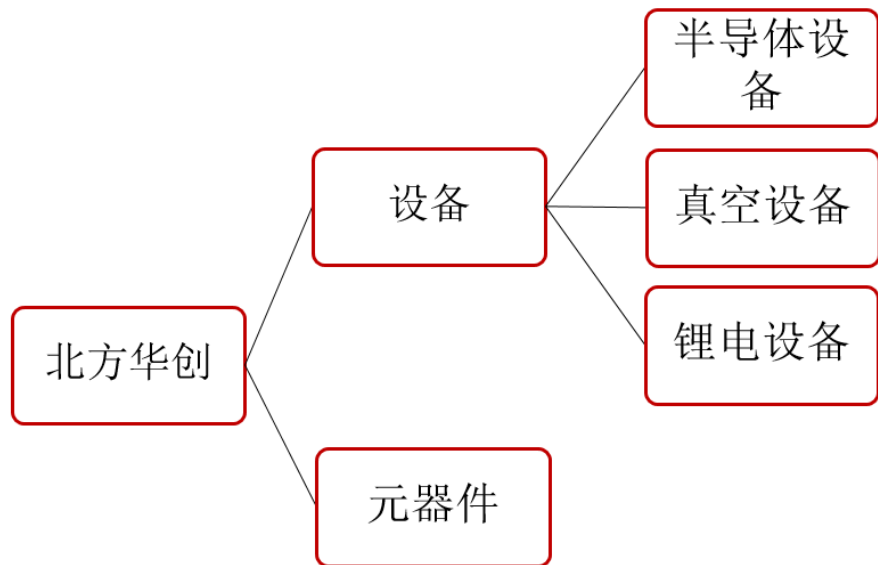 半导体设
备
设备
真空设备
北方华创
锂电设备
元器件